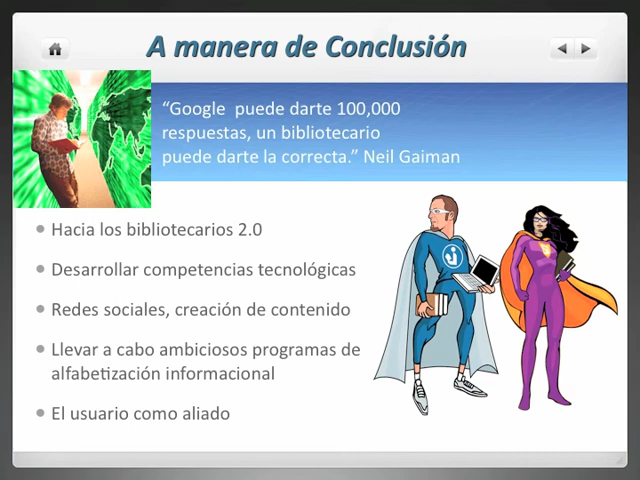 A manera de Conclusión
“Google  puede darte 100,000
respuestas, un bibliotecario
puede darte la correcta.” Neil Gaiman
Hacia los bibliotecarios 2.0
Desarrollar competencias tecnológicas
Redes sociales, creación de contenido
Llevar a cabo ambiciosos programas de
alfabetización informacional
El usuario como aliado